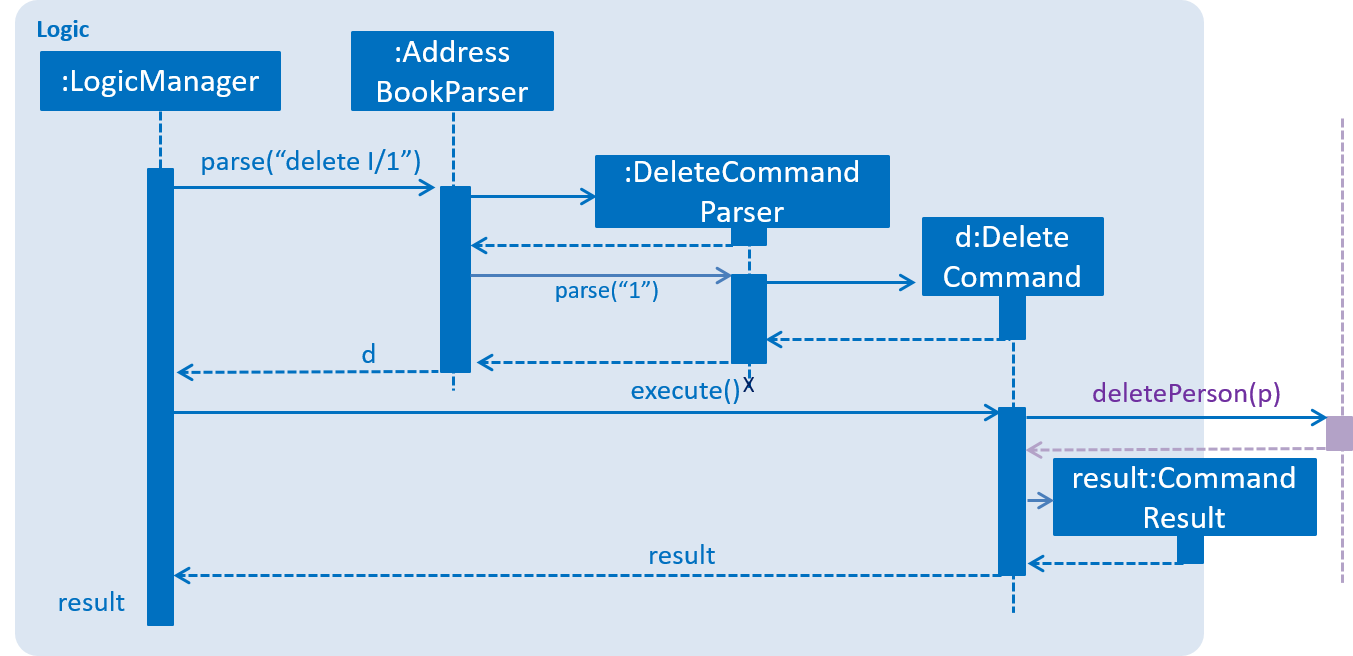 Logic
:LogicManager
:Address
BookParser
parse(“delete I/1”)
:DeleteCommand
Parser
d:Delete
Command
parse(“1”)
d
execute()
X
deletePerson(p)
result:Command
Result
result
result